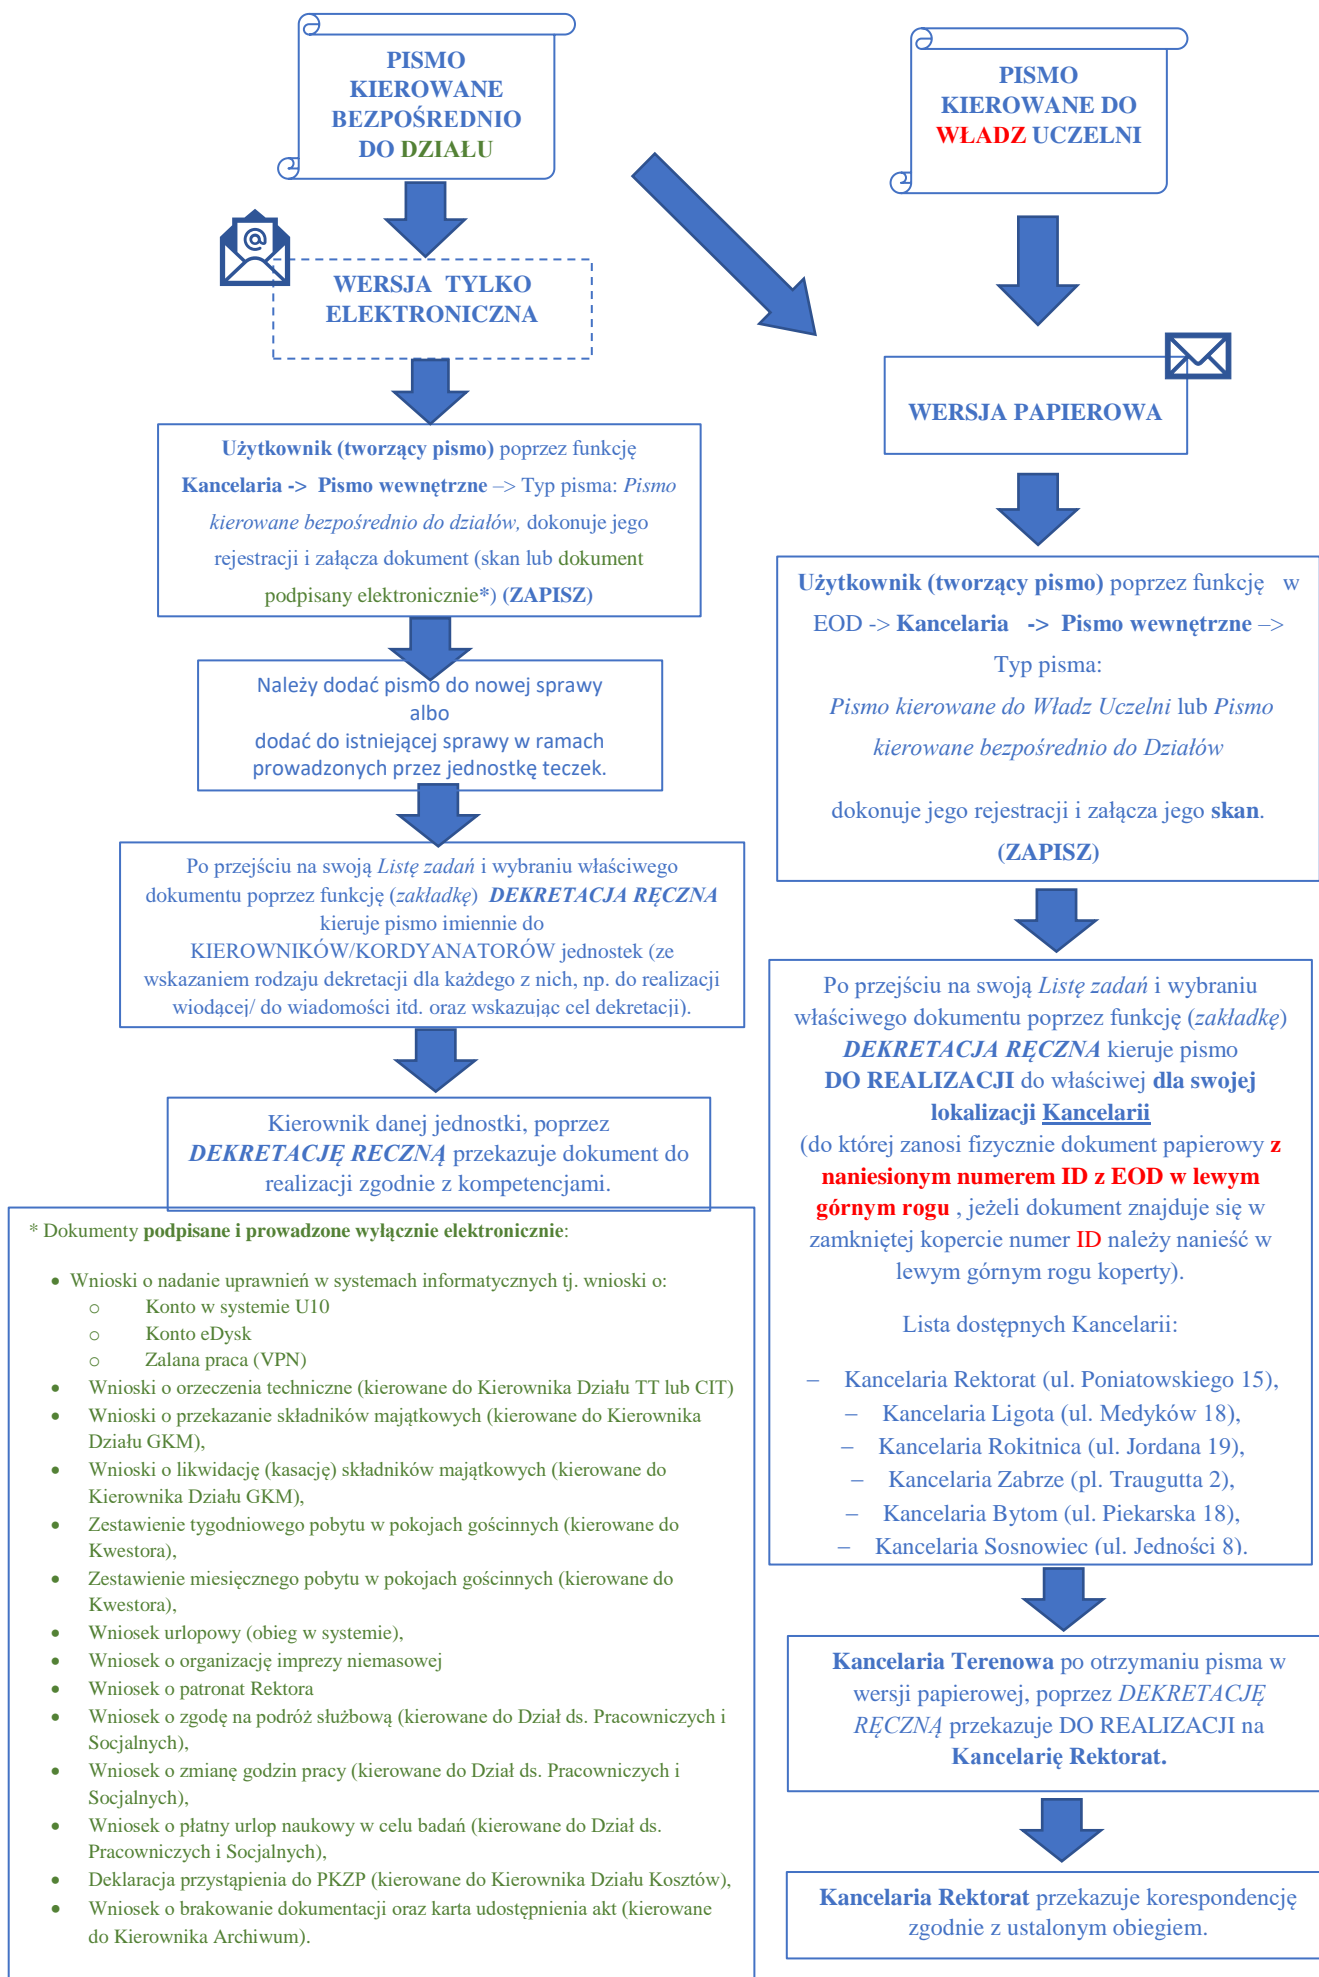 PISMO
KIEROWANE
BEZPOŚREDNIO
DO DZIAŁU
WERSJA TYLKO
ELEKTRONICZNA
Użytkownik (tworzący pismo) poprzez funkcję
Kancelaria -> Pismo wewnętrzne –> Typ pisma: Pismo
kierowane bezpośrednio do działów, dokonuje jego
rejestracji i załącza dokument (skan lub dokument
podpisany elektronicznie*) (ZAPISZ)
Należy dodać pismo do nowej sprawy
albo
dodać do istniejącej sprawy w ramach
prowadzonych przez jednostkę teczek.
Po przejściu na swoją Listę zadań i wybraniu właściwego
dokumentu poprzez funkcję (zakładkę) DEKRETACJA RĘCZNA
kieruje pismo imiennie do
KIEROWNIKÓW/KORDYANATORÓW jednostek (ze
wskazaniem rodzaju dekretacji dla każdego z nich, np. do realizacji
wiodącej/ do wiadomości itd. oraz wskazując cel dekretacji).
Kierownik danej jednostki, poprzez
DEKRETACJĘ RECZNĄ przekazuje dokument do
realizacji zgodnie z kompetencjami.
* Dokumenty podpisane i prowadzone wyłącznie elektronicznie:
• Wnioski o nadanie uprawnień w systemach informatycznych tj. wnioski o:
o Konto w systemie U10
o Konto eDysk
o Zalana praca (VPN)
• Wnioski o orzeczenia techniczne (kierowane do Kierownika Działu TT lub CIT)
• Wnioski o przekazanie składników majątkowych (kierowane do Kierownika
Działu GKM),
• Wnioski o likwidację (kasację) składników majątkowych (kierowane do
Kierownika Działu GKM),
• Zestawienie tygodniowego pobytu w pokojach gościnnych (kierowane do
Kwestora),
• Zestawienie miesięcznego pobytu w pokojach gościnnych (kierowane do
Kwestora),
• Wniosek urlopowy (obieg w systemie),
• Wniosek o organizację imprezy niemasowej
• Wniosek o patronat Rektora
• Wniosek o zgodę na podróż służbową (kierowane do Dział ds. Pracowniczych i
Socjalnych),
• Wniosek o zmianę godzin pracy (kierowane do Dział ds. Pracowniczych i
Socjalnych),
• Wniosek o płatny urlop naukowy w celu badań (kierowane do Dział ds.
Pracowniczych i Socjalnych),
• Deklaracja przystąpienia do PKZP (kierowane do Kierownika Działu Kosztów),
• Wniosek o brakowanie dokumentacji oraz karta udostępnienia akt (kierowane
do Kierownika Archiwum).
PISMO
KIEROWANE DO
WŁADZ UCZELNI
WERSJA PAPIEROWA
Użytkownik (tworzący pismo) poprzez funkcję w
EOD -> Kancelaria -> Pismo wewnętrzne –>
Typ pisma:
Pismo kierowane do Władz Uczelni lub Pismo
kierowane bezpośrednio do Działów
dokonuje jego rejestracji i załącza jego skan.
(ZAPISZ)
Po przejściu na swoją Listę zadań i wybraniu
właściwego dokumentu poprzez funkcję (zakładkę)
DEKRETACJA RĘCZNA kieruje pismo
DO REALIZACJI do właściwej dla swojej
lokalizacji Kancelarii
(do której zanosi fizycznie dokument papierowy z
naniesionym numerem ID z EOD w lewym
górnym rogu , jeżeli dokument znajduje się w
zamkniętej kopercie numer ID należy nanieść w
lewym górnym rogu koperty).
Lista dostępnych Kancelarii:
– Kancelaria Rektorat (ul. Poniatowskiego 15),
– Kancelaria Ligota (ul. Medyków 18),
– Kancelaria Rokitnica (ul. Jordana 19),
– Kancelaria Zabrze (pl. Traugutta 2),
– Kancelaria Bytom (ul. Piekarska 18),
– Kancelaria Sosnowiec (ul. Jedności 8).
Kancelaria Terenowa po otrzymaniu pisma w
wersji papierowej, poprzez DEKRETACJĘ
RĘCZNĄ przekazuje DO REALIZACJI na
Kancelarię Rektorat.
Kancelaria Rektorat przekazuje korespondencję
zgodnie z ustalonym obiegiem.